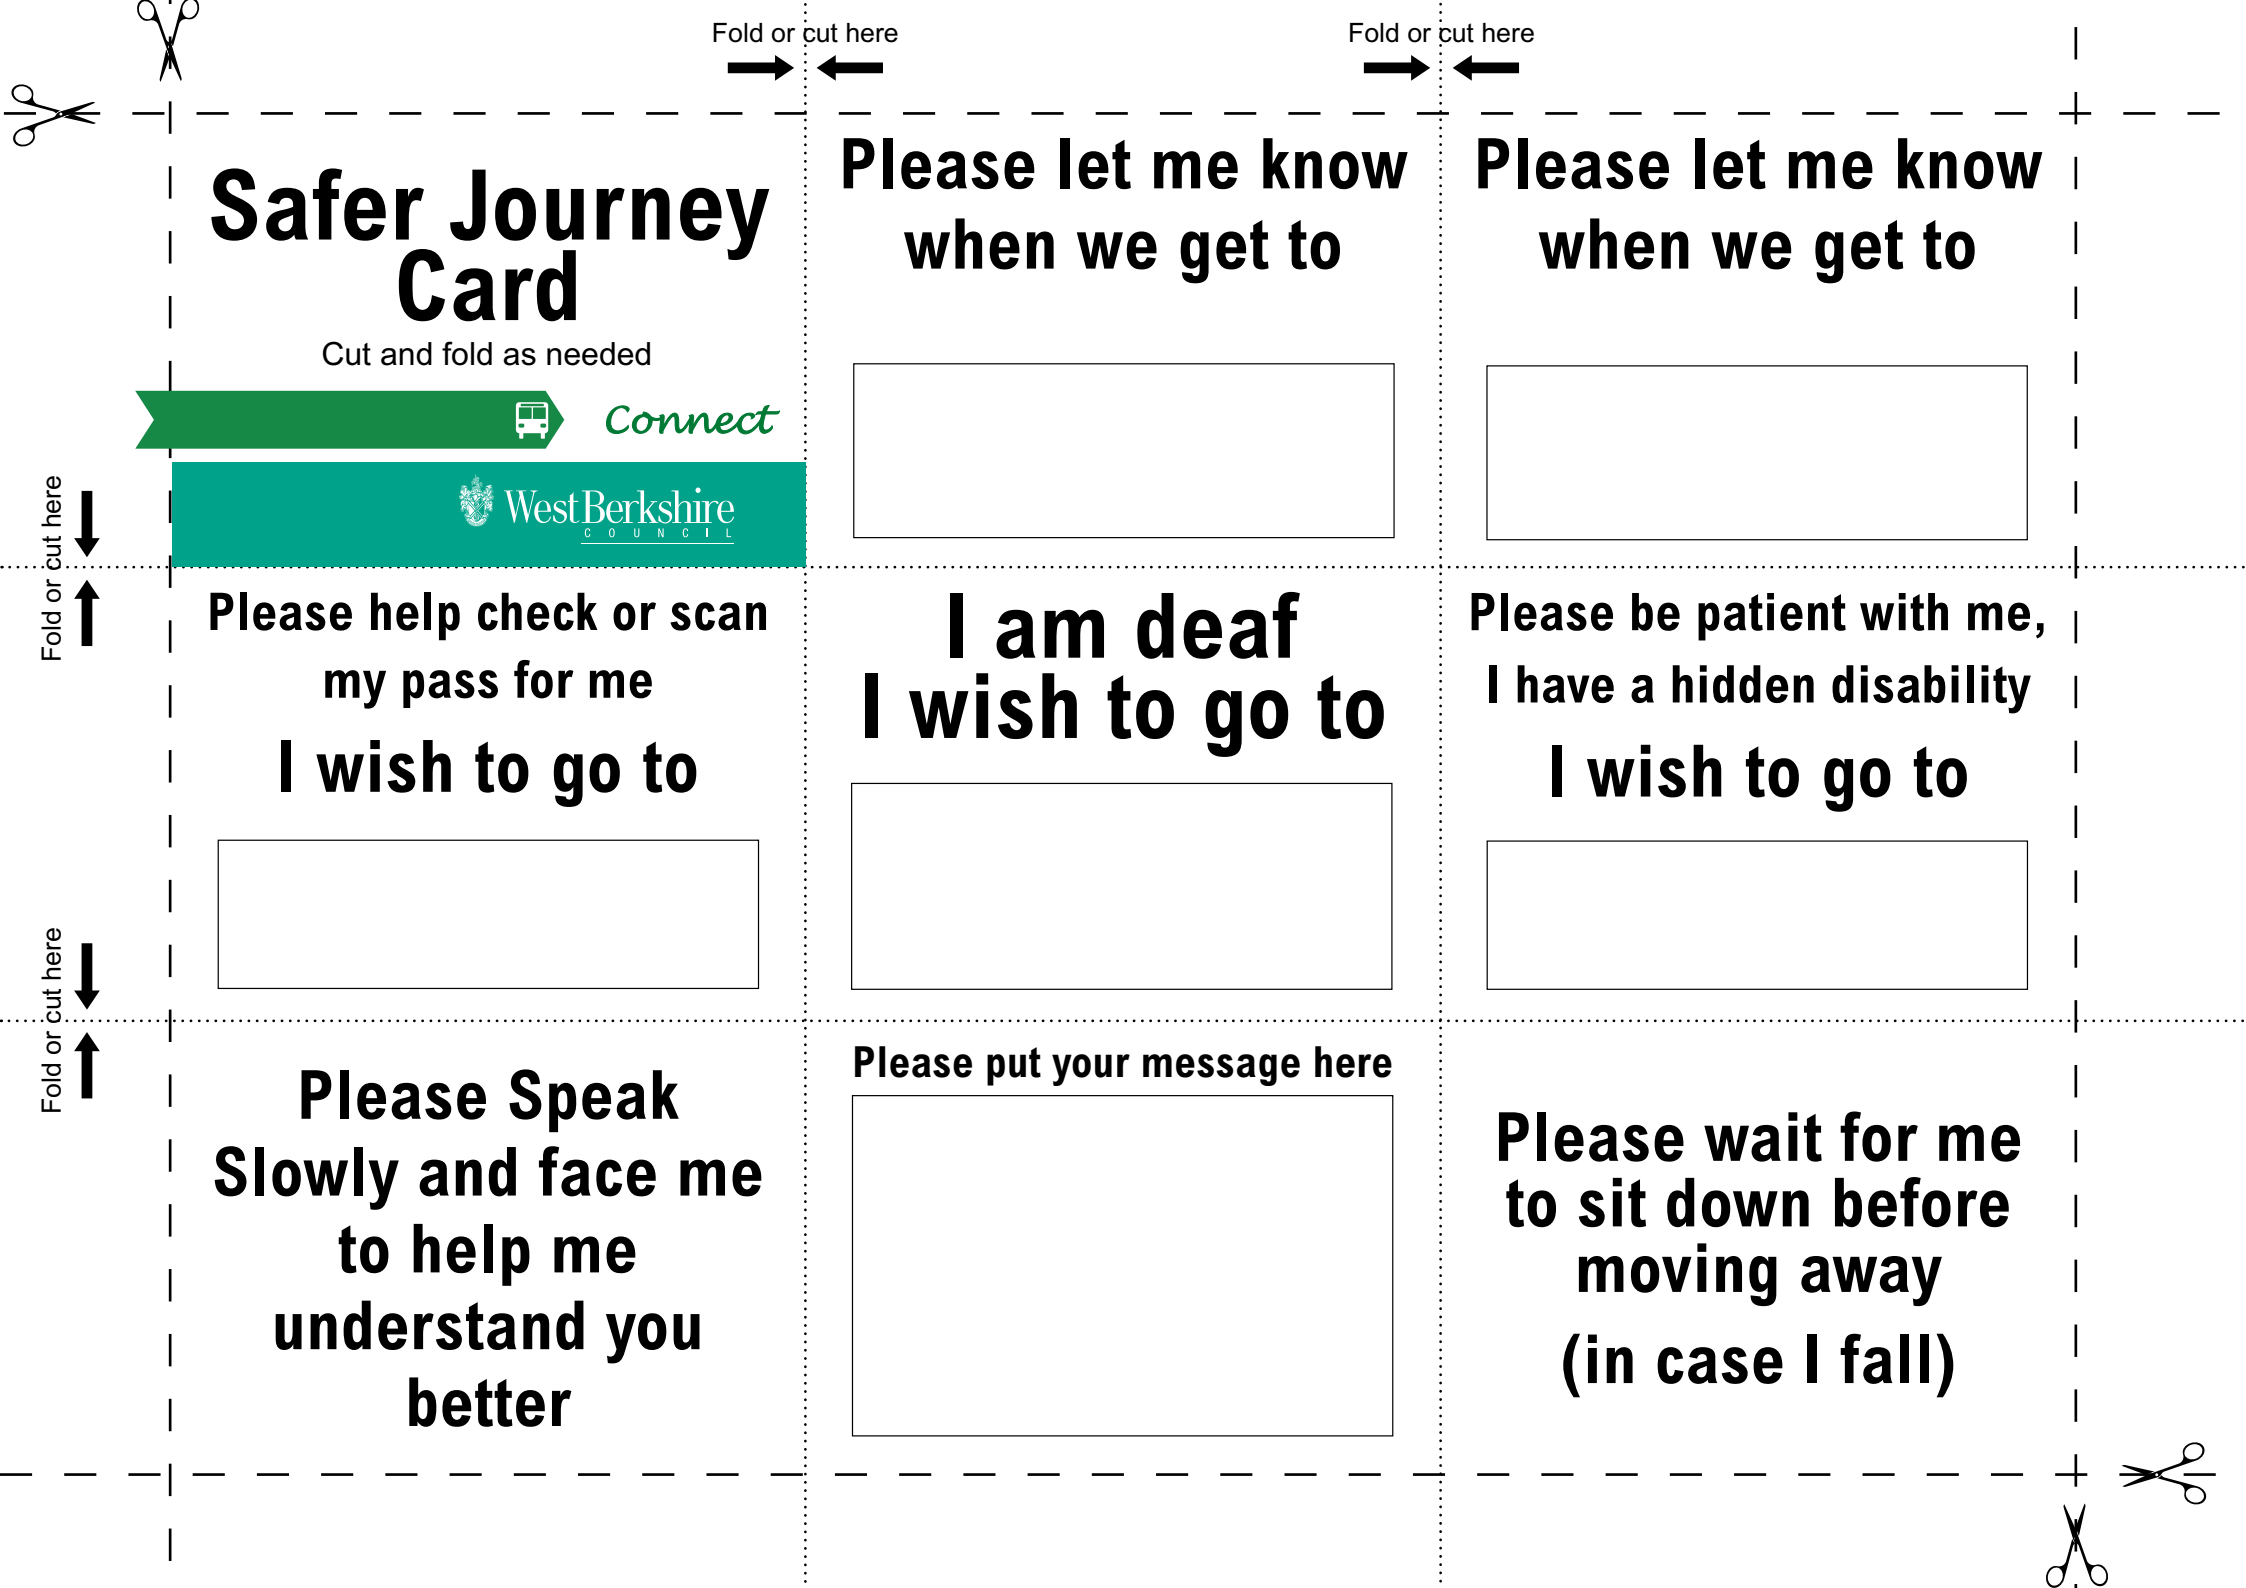 Fold or cut here
Fold or cut here
Safer Journey
Card
Cut and fold as needed
Connect
West Berkshire
COUNCIL
Please let me know
when we get to
Please let me know
when we get to
Fold or cut here
Please help check or scan
my pass for me
I wish to go to
I am deaf
I wish to go to
Please be patient with me,
I have a hidden disability
I wish to go to
Fold or cut here
Please Speak
Slowly and face me
to help me
understand you
better
Please put your message here
Please wait for me
to sit down before
moving away
(in case I fall)